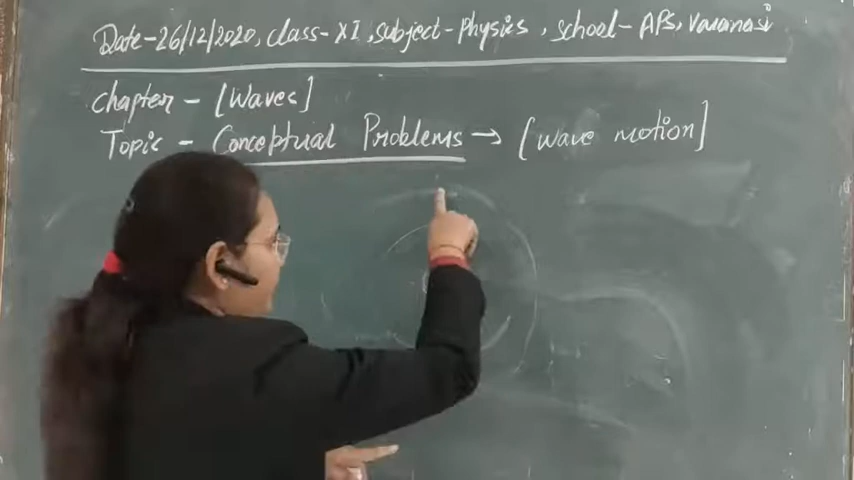 Date-26/12/2020, class-XI, subject-Physics, school-APS, Varanasi
chapter - [Waves]
Topic - Conceptual Problems → [wave motion]